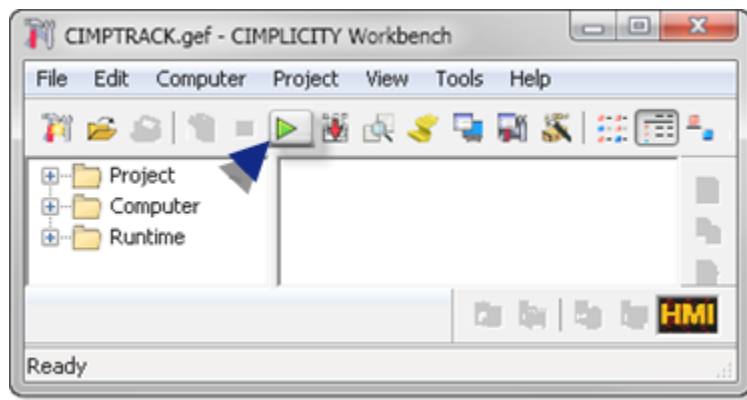 CIMPTRACK.gef - CIMPLICITY Workbench
File Edit Computer Project View Tools Help
Project
Computer
Runtime
HMI
Ready